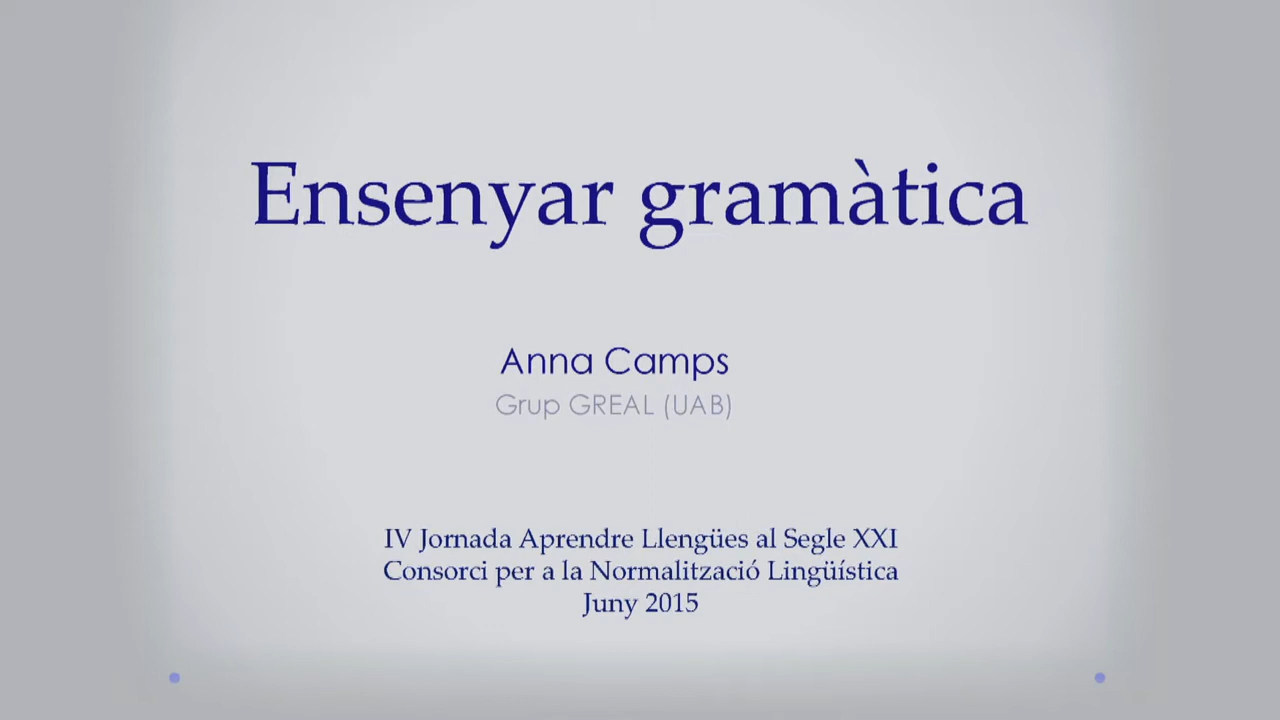 Ensenyar gramàtica
Anna Camps
Grup GREAL (UAB)
IV Jornada Aprendre Llengües al Segle XXI
Consorci per a la Normalització Lingüística
Juny 2015